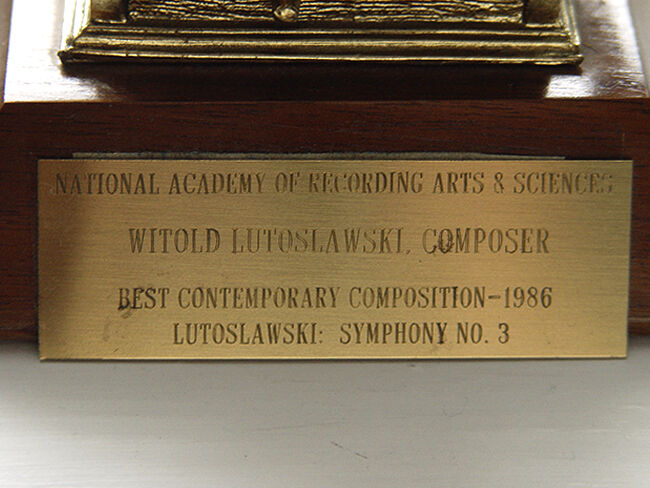 NATIONAL ACADEMY OF RECORDING ARTS & SCIENCES
WITOLD LUTOSLAWSKI, COMPOSER
BEST CONTEMPORARY COMPOSITION-1986
LUTOSLAWSKI: SYMPHONY NO. 3